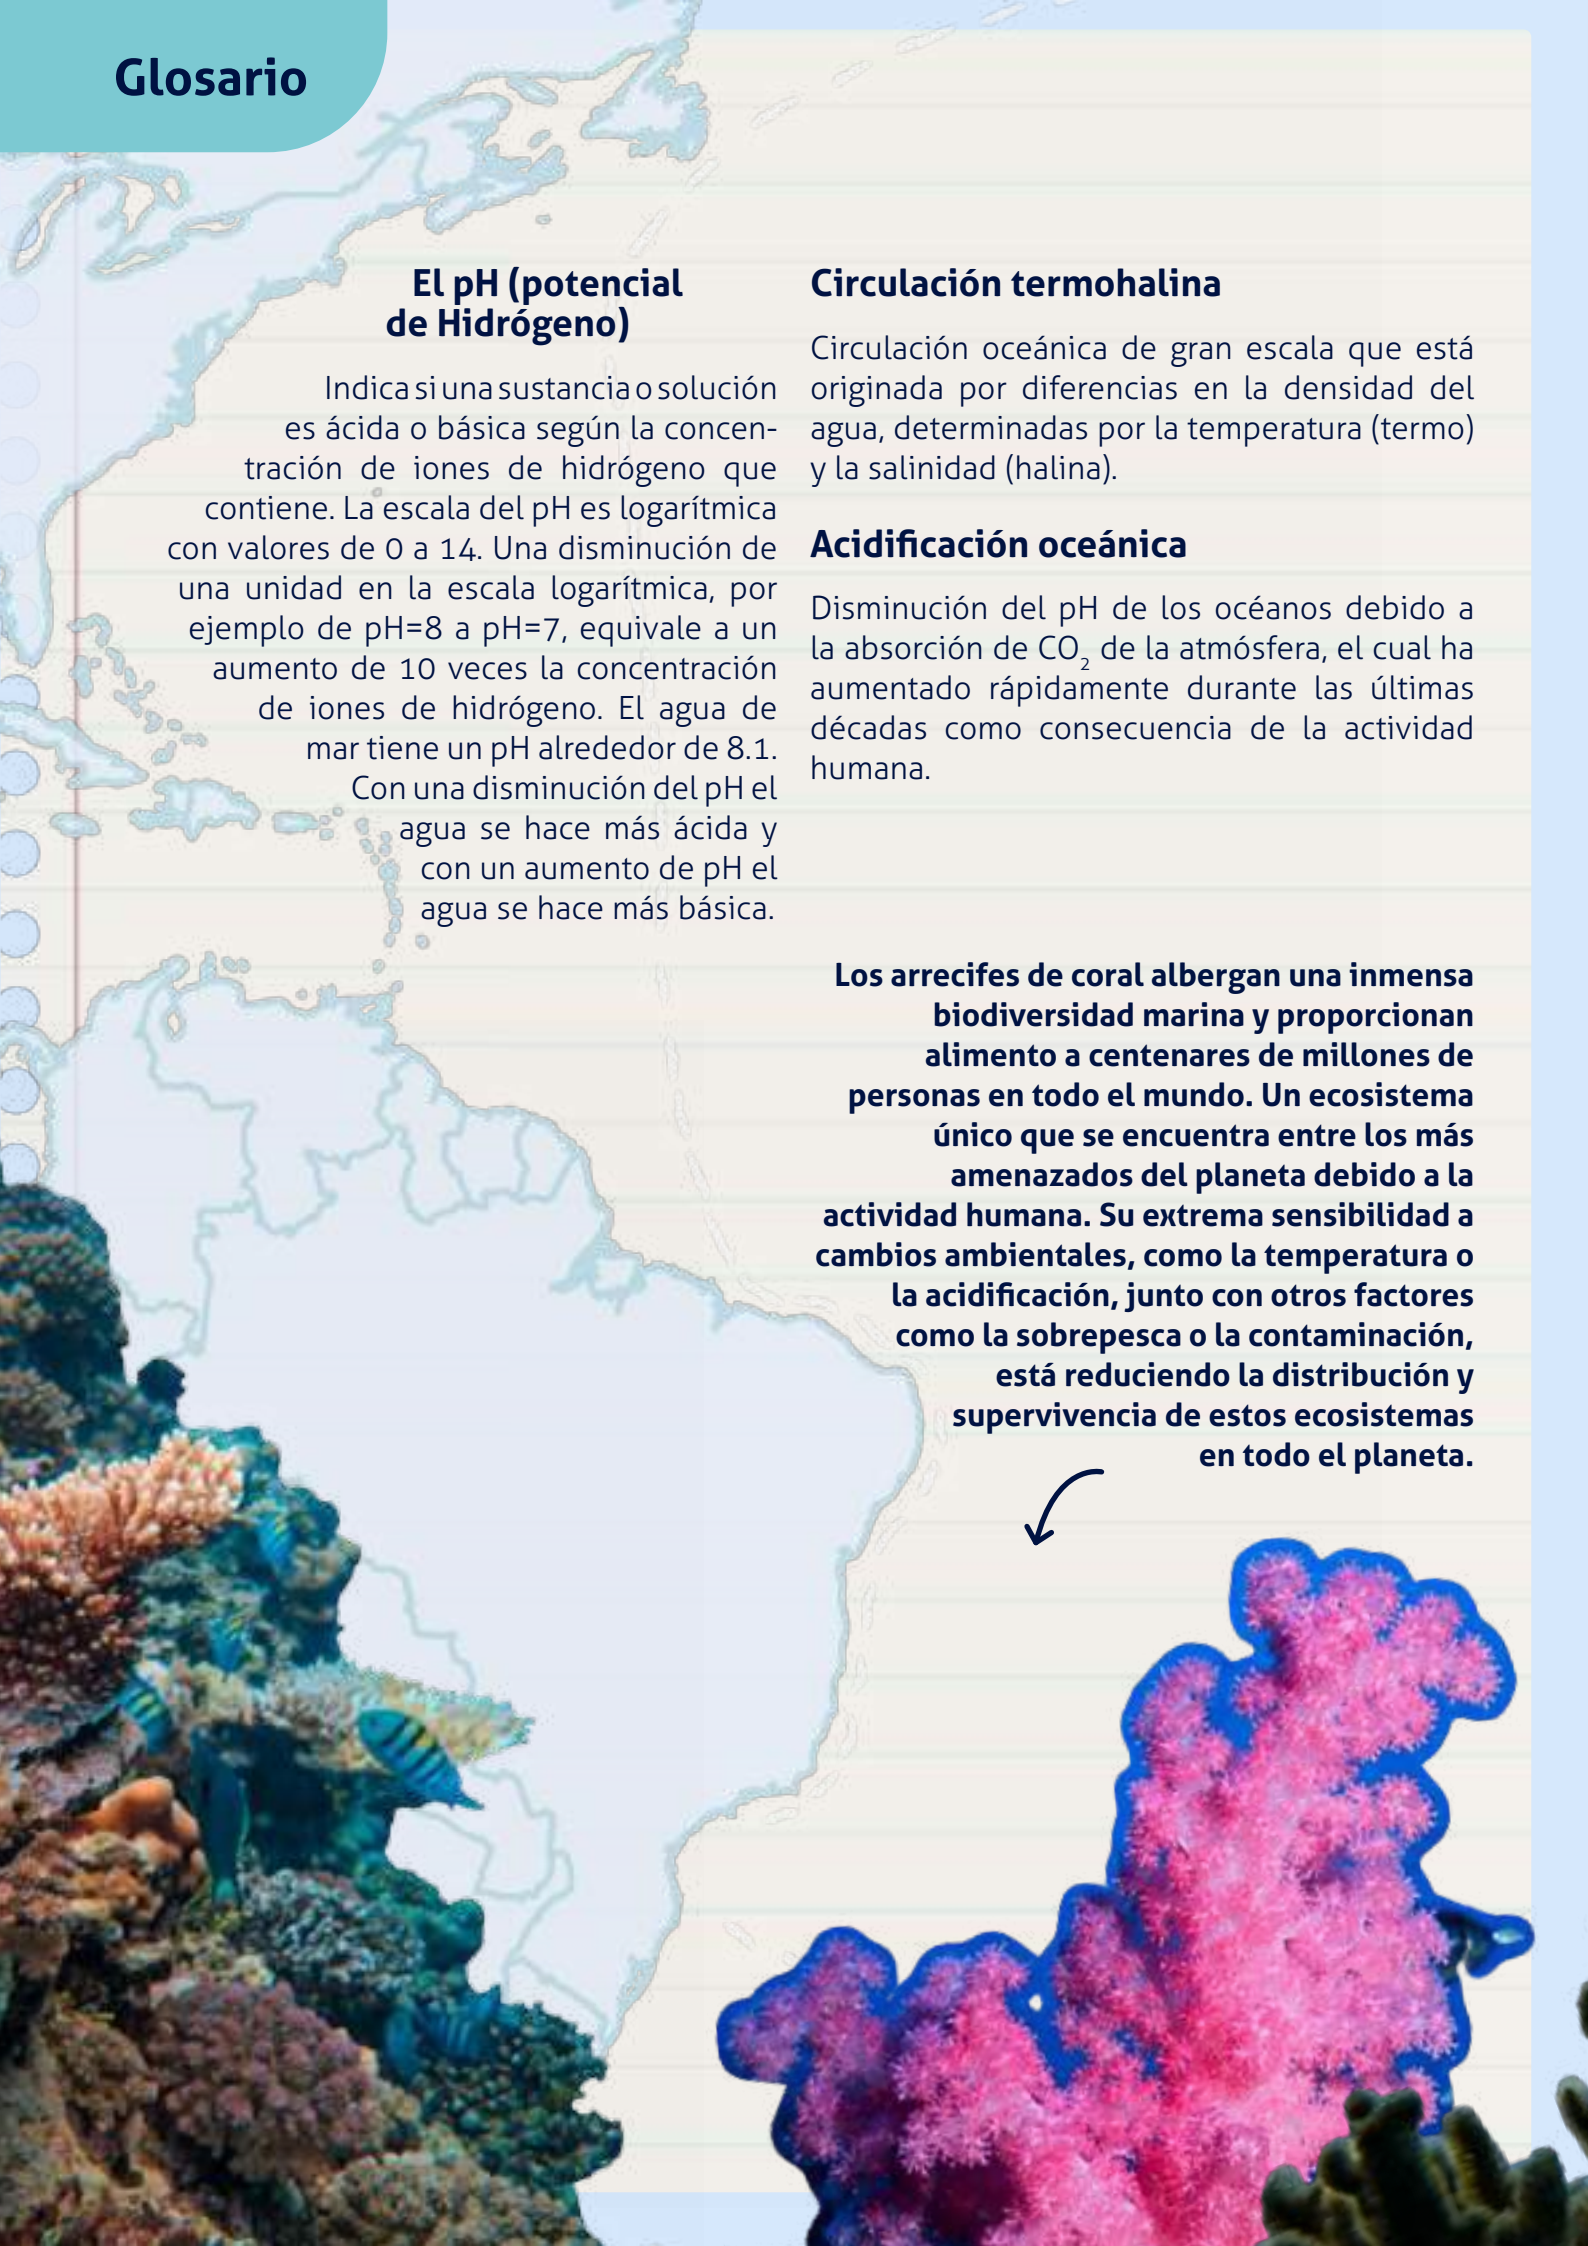 Glosario
El pH (potencial
de Hidrógeno)
Indica si una sustancia o solución
es ácida o básica según la concen-
tración de iones de hidrógeno que
contiene. La escala del pH es logarítmica
con valores de 0 a 14. Una disminución de
una unidad en la escala logarítmica, por
ejemplo de pH=8 a pH=7, equivale a un
aumento de 10 veces la concentración
de iones de hidrógeno. El agua de
mar tiene un pH alrededor de 8.1.
Con una disminución del pH el
agua se hace más ácida y
con un aumento de pH el
agua se hace más básica.
Circulación termohalina
Circulación oceánica de gran escala que está
originada por diferencias en la densidad del
agua, determinadas por la temperatura (termo)
y la salinidad (halina).
Acidificación oceánica
Disminución del pH de los océanos debido a
la absorción de CO₂ de la atmósfera, el cual ha
aumentado rápidamente durante las últimas
décadas como consecuencia de la actividad
humana.
Los arrecifes de coral albergan una inmensa
biodiversidad marina y proporcionan
alimento a centenares de millones de
personas en todo el mundo. Un ecosistema
único que se encuentra entre los más
amenazados del planeta debido a la
actividad humana. Su extrema sensibilidad a
cambios ambientales, como la temperatura o
la acidificación, junto con otros factores
como la sobrepesca o la contaminación,
está reduciendo la distribución y
supervivencia de estos ecosistemas
en todo el planeta.